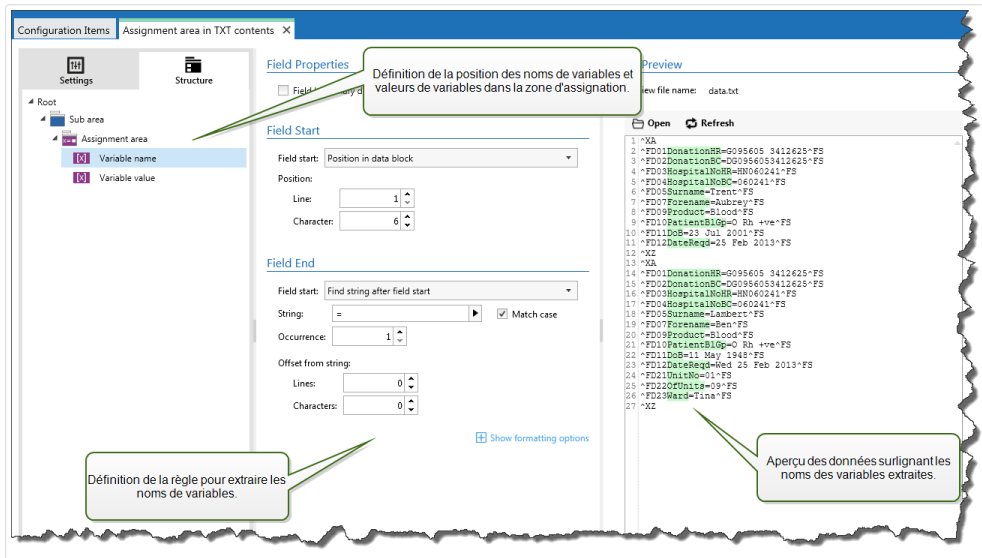 Configuration Items
Assignment area in TXT contents ×
Settings
Structure
Root
Sub area
Assignment area
Variable name
Variable value
Définition de la position des noms de variables et
valeurs de variables dans la zone d'assignation.
Field Properties
Field
Field Start
Field start: Position in data block
Position:
Line: 1
Character: 6
Field End
Field start: Find string after field start
String: =
Match case
Occurrence: 1
Offset from string:
Lines: 0
Characters: 0
Show formatting options
Définition de la règle pour extraire les
noms de variables.
Preview
file name: data.txt
Open Refresh
1 ^XA
2 ^FD01DonationHR=G095605 3412625^FS
3 ^FD02DonationBC=DG0956053412625^FS
4 ^FD03HospitalNoHR=HN060241^FS
5 ^FD04HospitalNoBC=060241^FS
6 ^FD05Surname=Trent^FS
7 ^FD07Forename=Aubrey^FS
8 ^FD09Product=Blood^FS
9 ^FD10PatientBlGp=O Rh +ve^FS
10 ^FD11DoB=23 Jul 2001^FS
11 ^FD12DateReqd=25 Feb 2013^FS
12 ^XZ
13 ^XA
14 ^FD01DonationHR=G095605 3412625^FS
15 ^FD02DonationBC=DG0956053412625^FS
16 ^FD03HospitalNoHR=HN060241^FS
17 ^FD04HospitalNoBC=060241^FS
18 ^FD05Surname=Lambert^FS
19 ^FD07Forename=Ben^FS
20 ^FD09Product=Blood^FS
21 ^FD10PatientBlGp=O Rh +ve^FS
22 ^FD11DoB=11 May 1948^FS
23 ^FD12DateReqd=Wed 25 Feb 2013^FS
24 ^FD21UnitNo=01^FS
25 ^FD22OfUnits=09^FS
26 ^FD23Ward=Tina^FS
27 ^XZ
Aperçu des données surlignant les
noms des variables extraites.